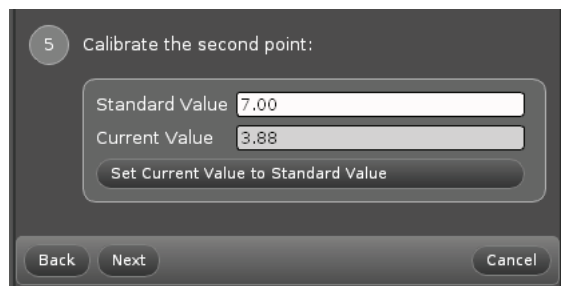 5 Calibrate the second point:
Standard Value 7.00
Current Value 3.88
Set Current Value to Standard Value
Back Next Cancel